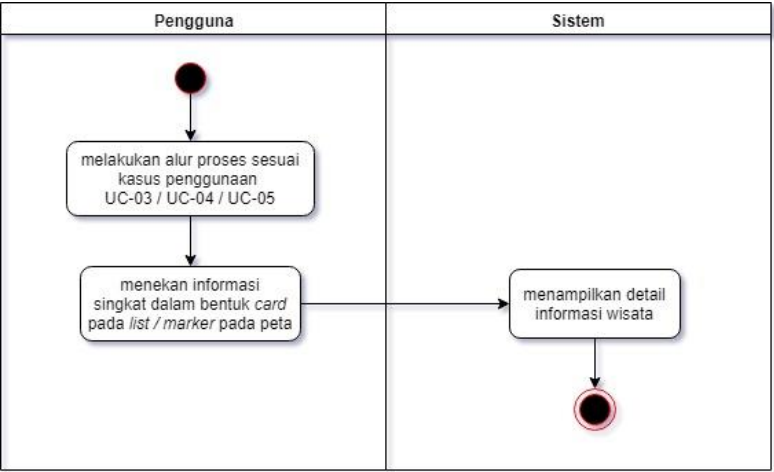 Pengguna
Sistem
melakukan alur proses sesuai
kasus penggunaan
UC-03 / UC-04 / UC-05
menekan informasi
singkat dalam bentuk card
pada list / marker pada peta
menampilkan detail
informasi wisata